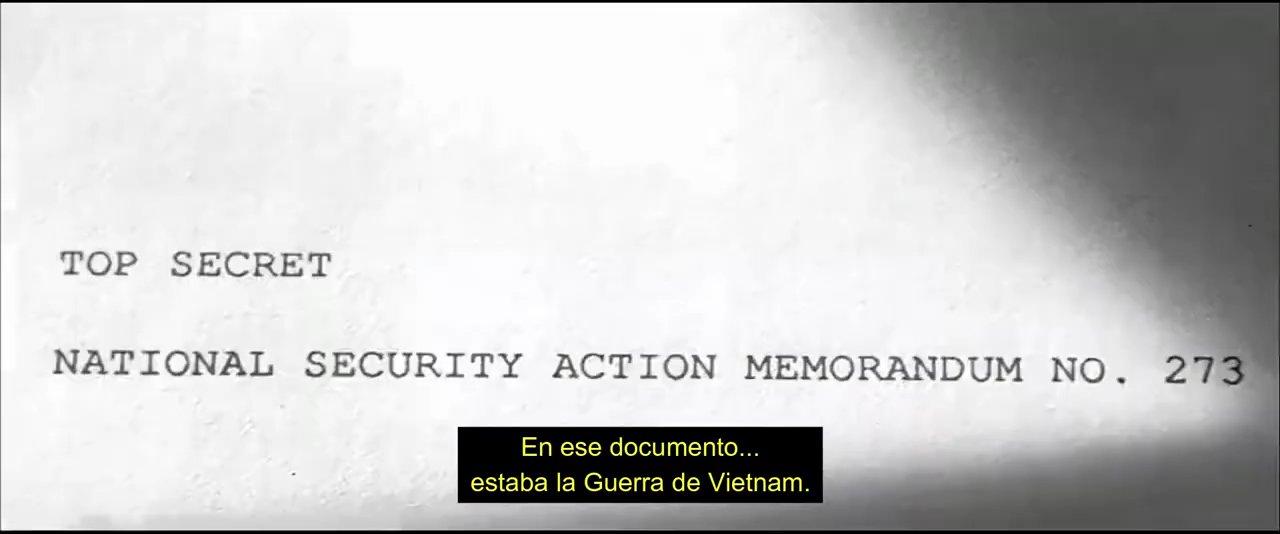 TOP SECRET
NATIONAL SECURITY ACTION MEMORANDUM NO. 273
En ese documento...
estaba la Guerra de Vietnam.